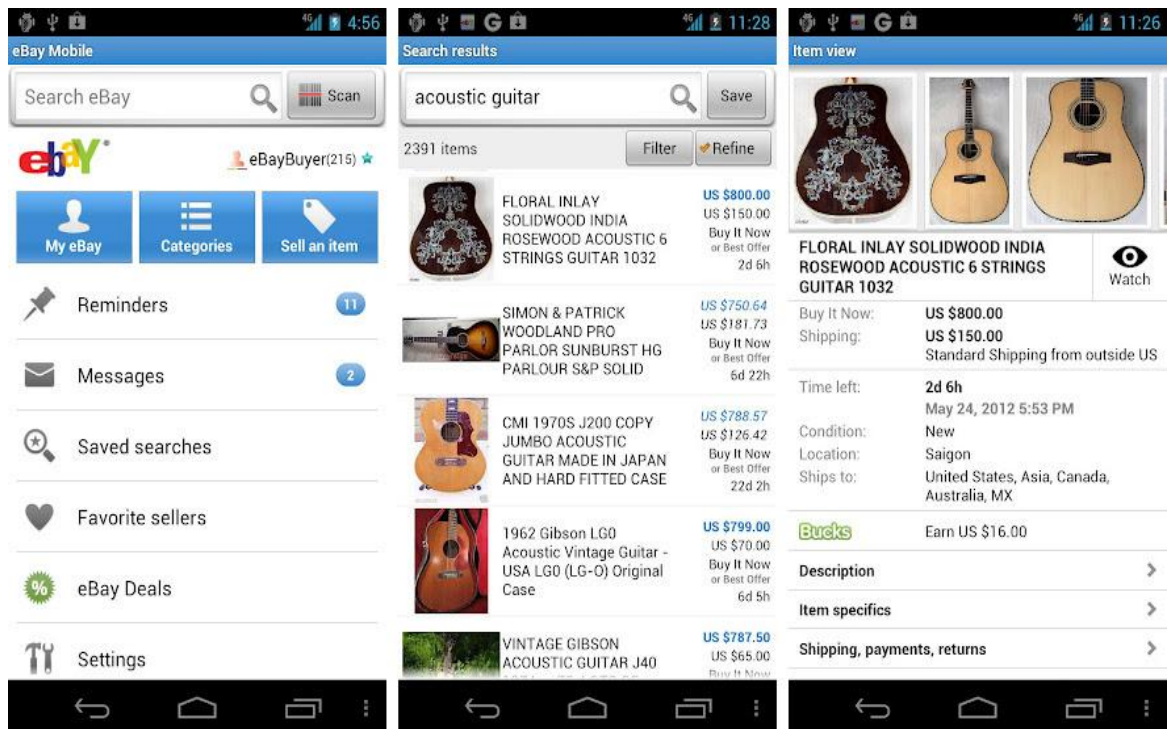 4G 4:56
eBay Mobile
Search eBay
Scan
ebay
eBayBuyer(215)
My eBay
Categories
Sell an item
Reminders
11
Messages
2
Saved searches
Favorite sellers
%
eBay Deals
Settings
4G 11:28
Search results
acoustic guitar
Save
2391 items
Filter
Refine
FLORAL INLAY
SOLIDWOOD INDIA
ROSEWOOD ACOUSTIC 6
STRINGS GUITAR 1032
US $800.00
US $150.00
Buy It Now
or Best Offer
2d 6h
SIMON & PATRICK
WOODLAND PRO
PARLOR SUNBURST HG
PARLOUR S&P SOLID
US $750.64
US $181.73
Buy It Now
or Best Offer
6d 22h
CMI 1970S J200 COPY
JUMBO ACOUSTIC
GUITAR MADE IN JAPAN
AND HARD FITTED CASE
US $788.57
US $126.42
Buy It Now
or Best Offer
22d 2h
1962 Gibson LG0
Acoustic Vintage Guitar -
USA LG0 (LG-O) Original
Case
US $799.00
US $70.00
Buy It Now
or Best Offer
6d 5h
VINTAGE GIBSON
ACOUSTIC GUITAR J40
US $787.50
US $65.00
Buy It Now
4G 11:26
Item view
FLORAL INLAY SOLIDWOOD INDIA
ROSEWOOD ACOUSTIC 6 STRINGS
GUITAR 1032
Watch
Buy It Now: US $800.00
Shipping: US $150.00
Standard Shipping from outside US
Time left: 2d 6h
May 24, 2012 5:53 PM
Condition: New
Location: Saigon
Ships to: United States, Asia, Canada,
Australia, MX
Bucks Earn US $16.00
Description
Item specifics
Shipping, payments, returns